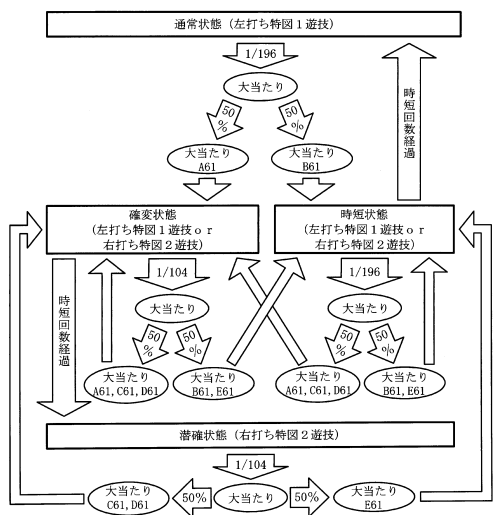 通常状態（左打ち特図１遊技）
1/196
大当たり
50%
50%
大当たり
A61
大当たり
B61
時短回数経過
確変状態
（左打ち特図１遊技ｏｒ
右打ち特図２遊技）
時短状態
（左打ち特図１遊技ｏｒ
右打ち特図２遊技）
1/104
1/196
大当たり
大当たり
時短回数経過
50%
50%
50%
50%
大当たり
A61,C61,D61
大当たり
B61,E61
大当たり
A61,C61,D61
大当たり
B61,E61
潜確状態（右打ち特図２遊技）
1/104
大当たり
C61,D61
50%
大当たり
50%
大当たり
E61